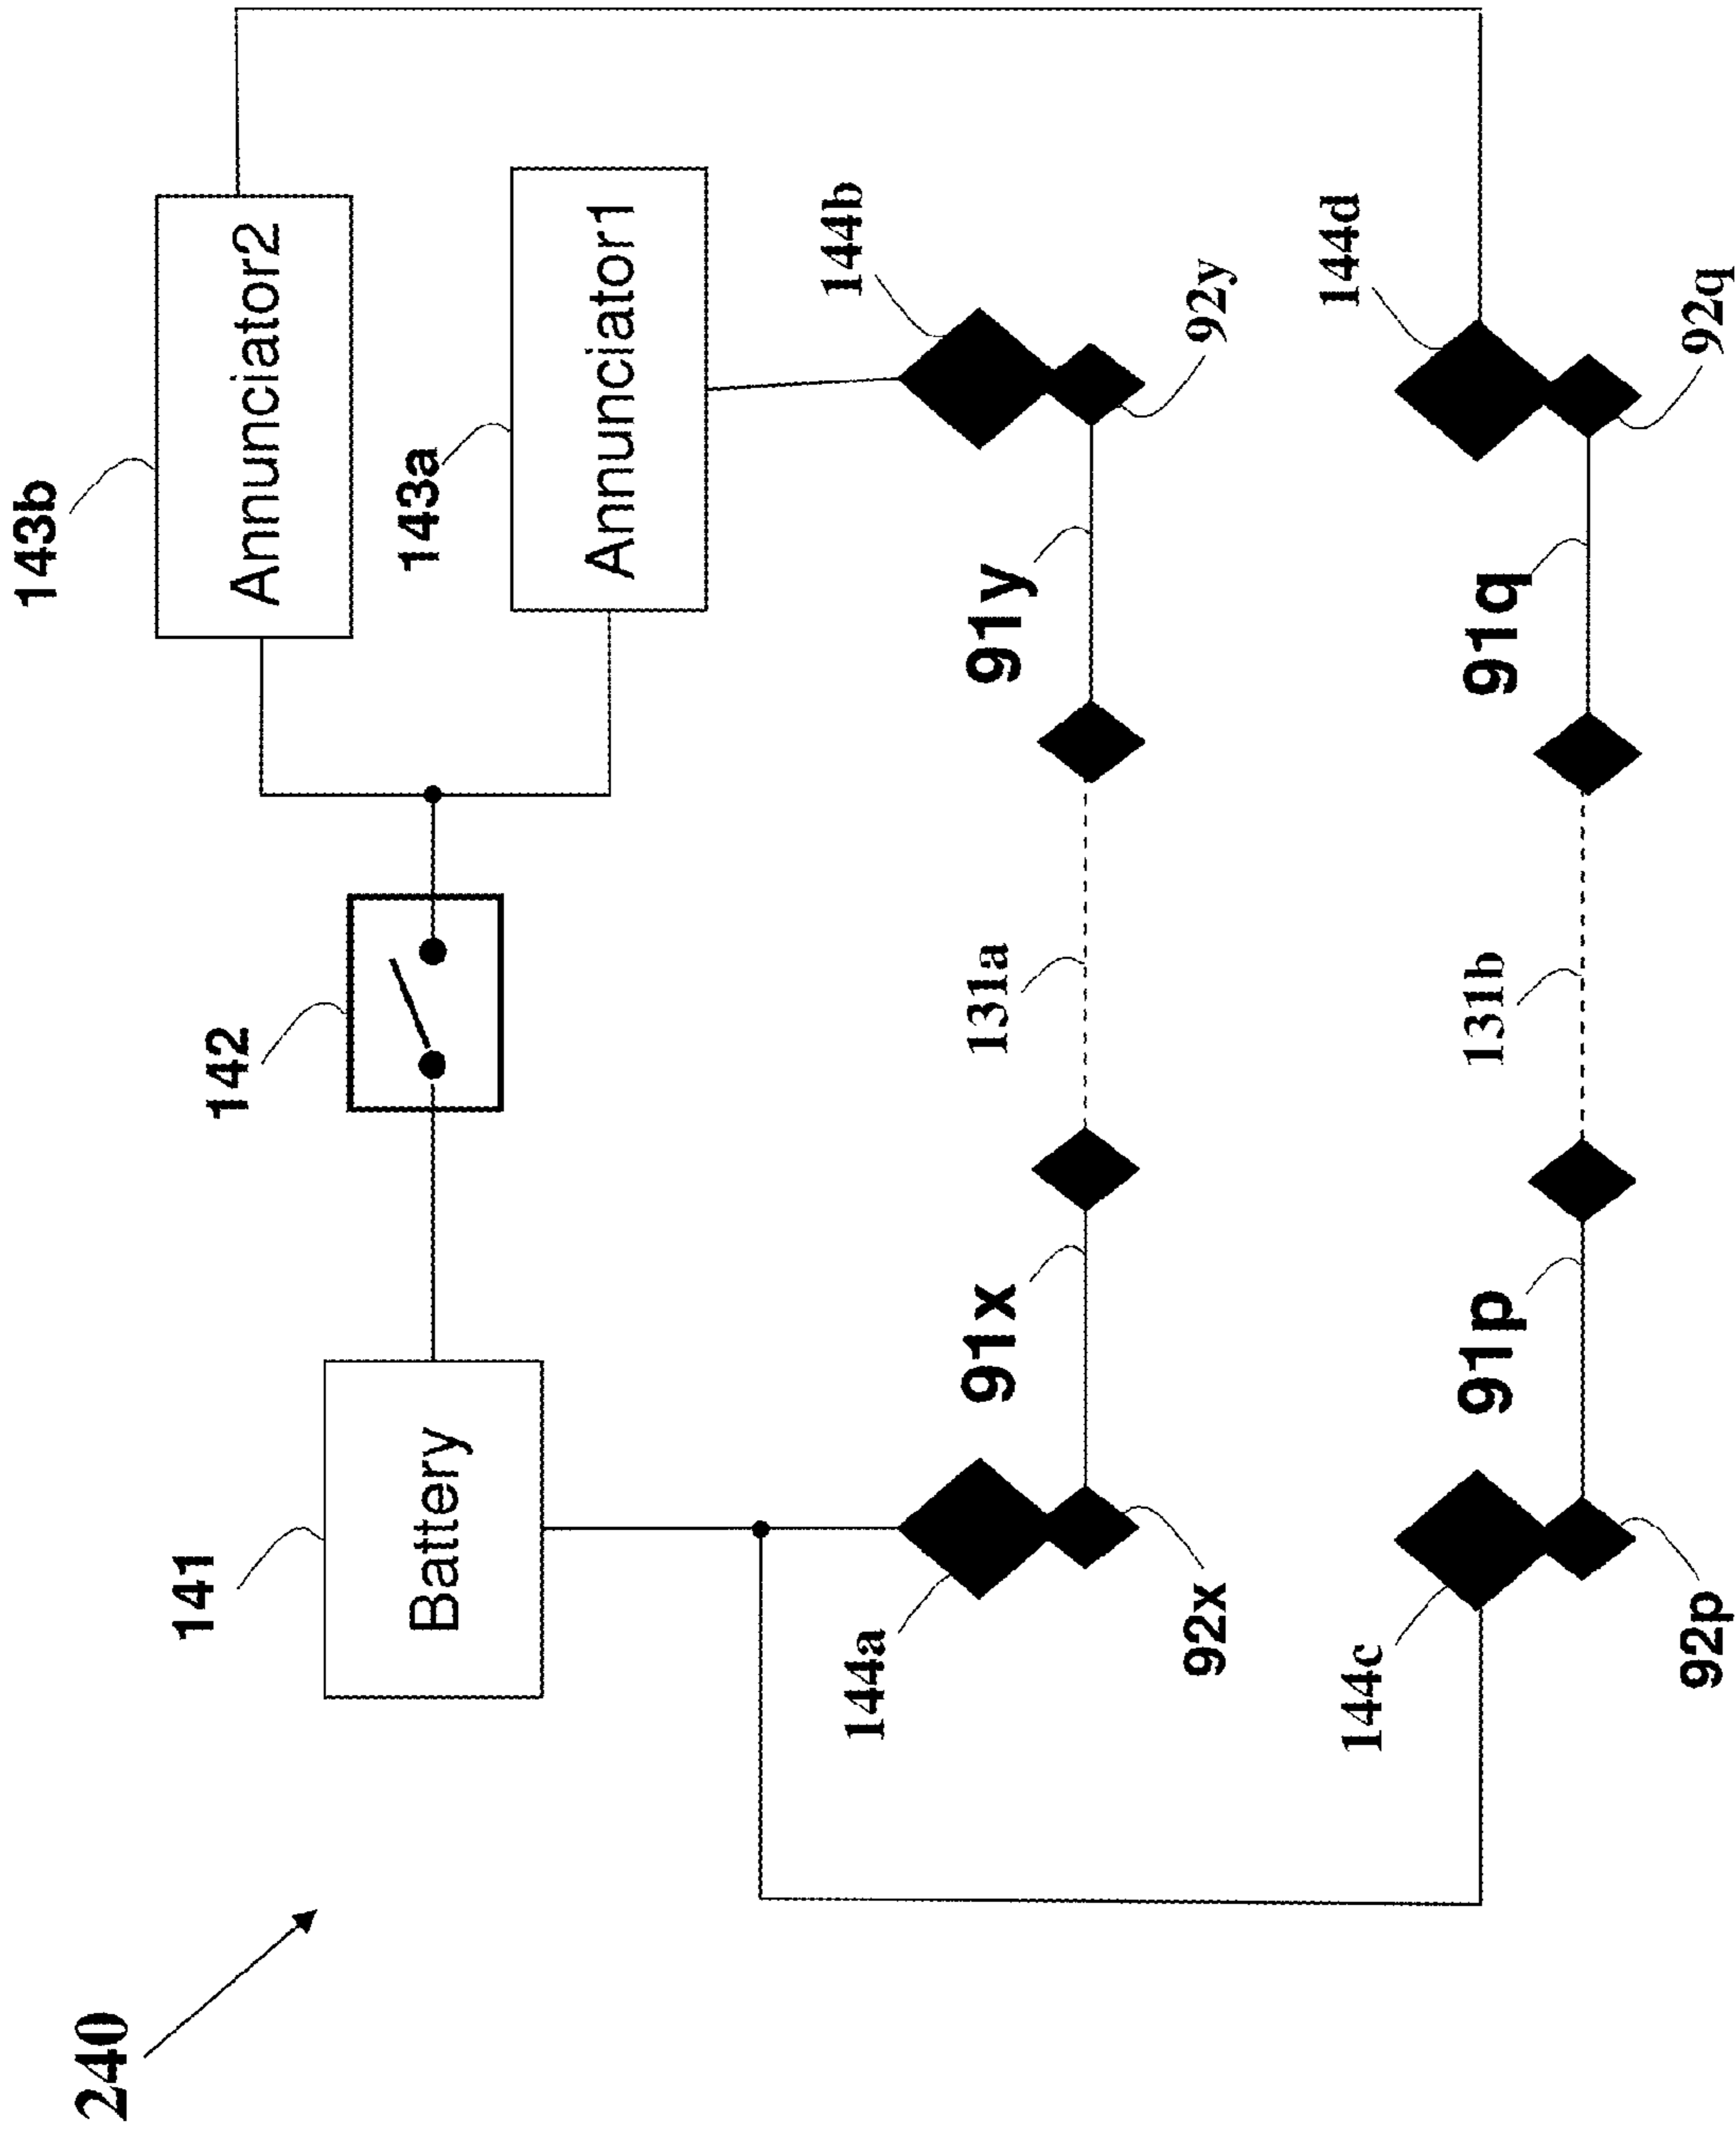 240
141
Battery
142
143b
Annunciator2
143a
Annunciator1
144a
92x
91x
131a
91y
144b
92y
144c
92p
91p
131b
91q
144d
92q